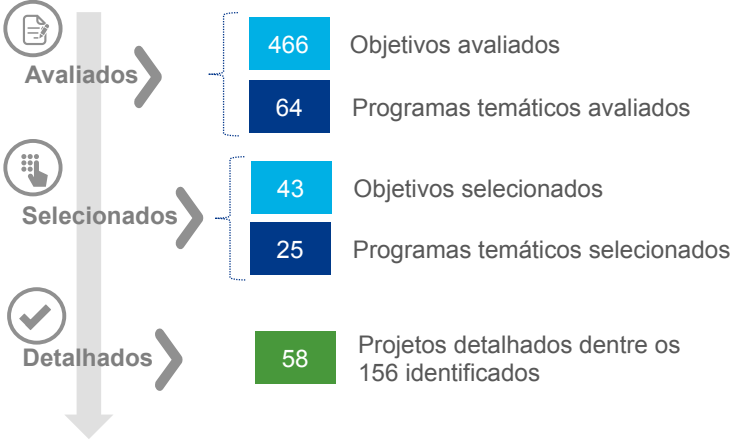 Avaliados
466 Objetivos avaliados
64 Programas temáticos avaliados
Selecionados
43 Objetivos selecionados
25 Programas temáticos selecionados
Detalhados
58 Projetos detalhados dentre os
156 identificados